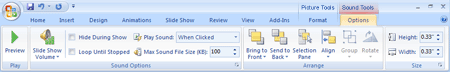 Picture Tools Sound Tools
Home Insert Design Animations Slide Show Review View Add-Ins Format Options
Preview
Slide Show Volume
Hide During Show
Loop Until Stopped
Play Sound: When Clicked
Max Sound File Size (KB): 100
Bring to Front
Send to Back
Selection Pane
Align
Group
Rotate
Height: 0.33"
Width: 0.33"
Play Sound Options Arrange Size